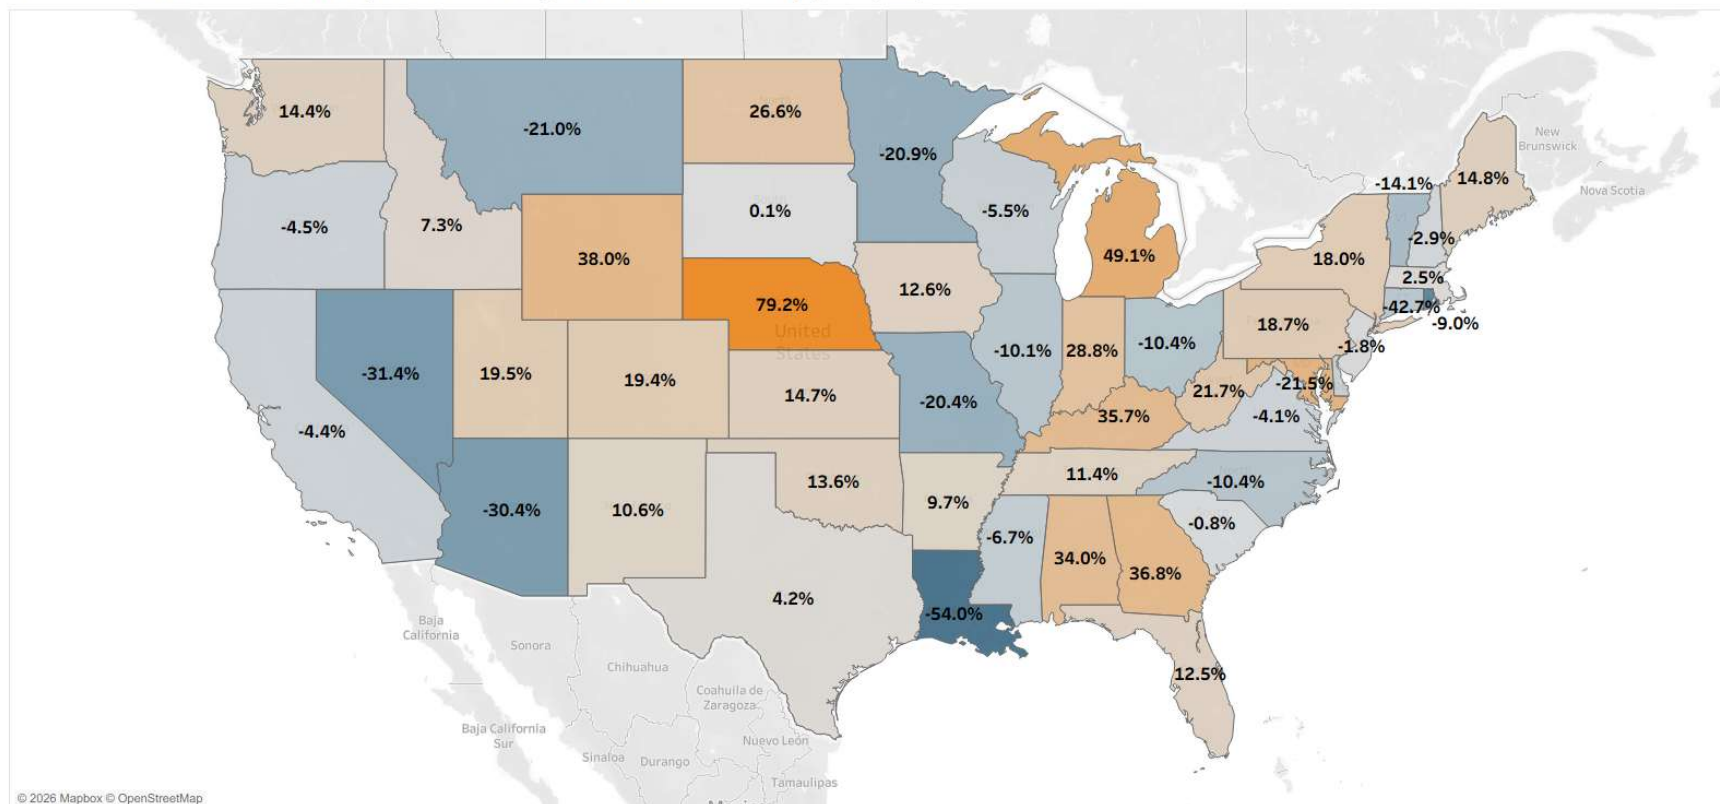 New
Brunswick
Nova Scotia
14.4%
-21.0%
26.6%
-20.9%
-14.1%
14.8%
-4.5%
7.3%
0.1%
-5.5%
-2.9%
38.0%
49.1%
18.0%
2.5%
79.2%
12.6%
-42.7%
-9.0%
United
States
18.7%
-1.8%
-31.4%
19.5%
19.4%
14.7%
-10.1%
28.8%
-10.4%
-21.5%
-20.4%
21.7%
-4.4%
35.7%
-4.1%
11.4%
-30.4%
10.6%
13.6%
9.7%
-10.4%
-6.7%
-0.8%
34.0%
36.8%
4.2%
-54.0%
12.5%
Baja
California
Sonora
Chihuahua
Coahuila de
Zaragoza
Baja California
Sur
Sinaloa
Durango
Nuevo León
Tamaulipas
© 2026 Mapbox © OpenStreetMap